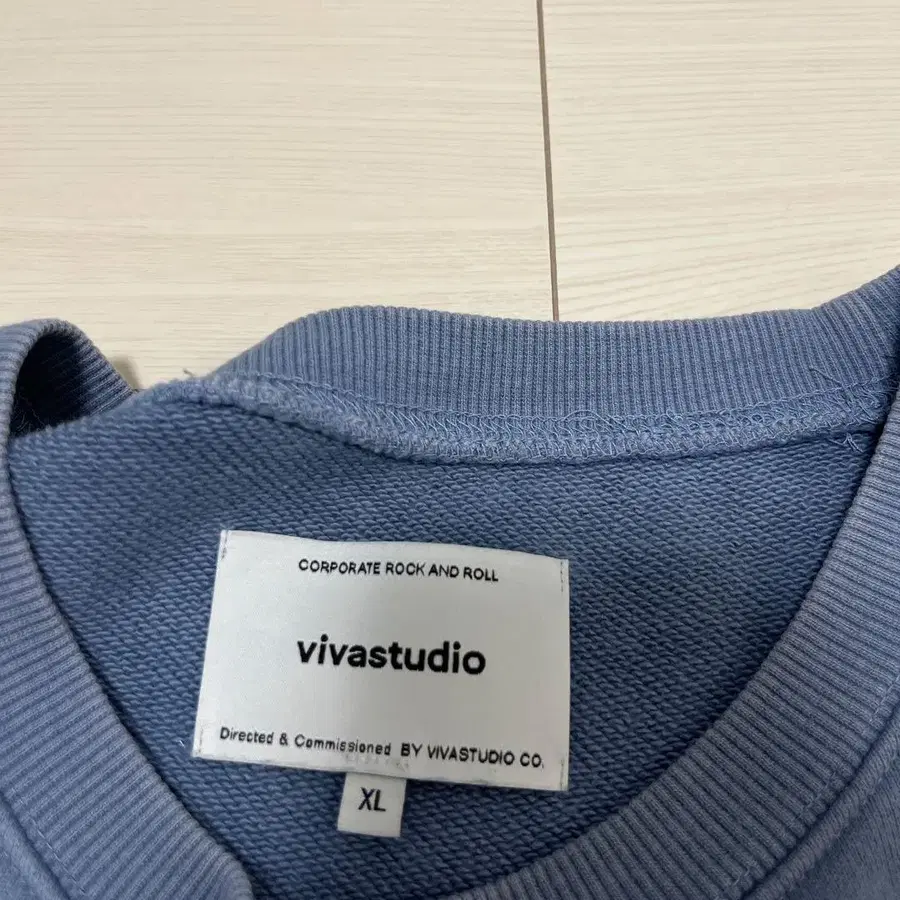 CORPORATE ROCK AND ROLL
vivastudio
Directed & Commissioned BY VIVASTUDIO CO.
XL